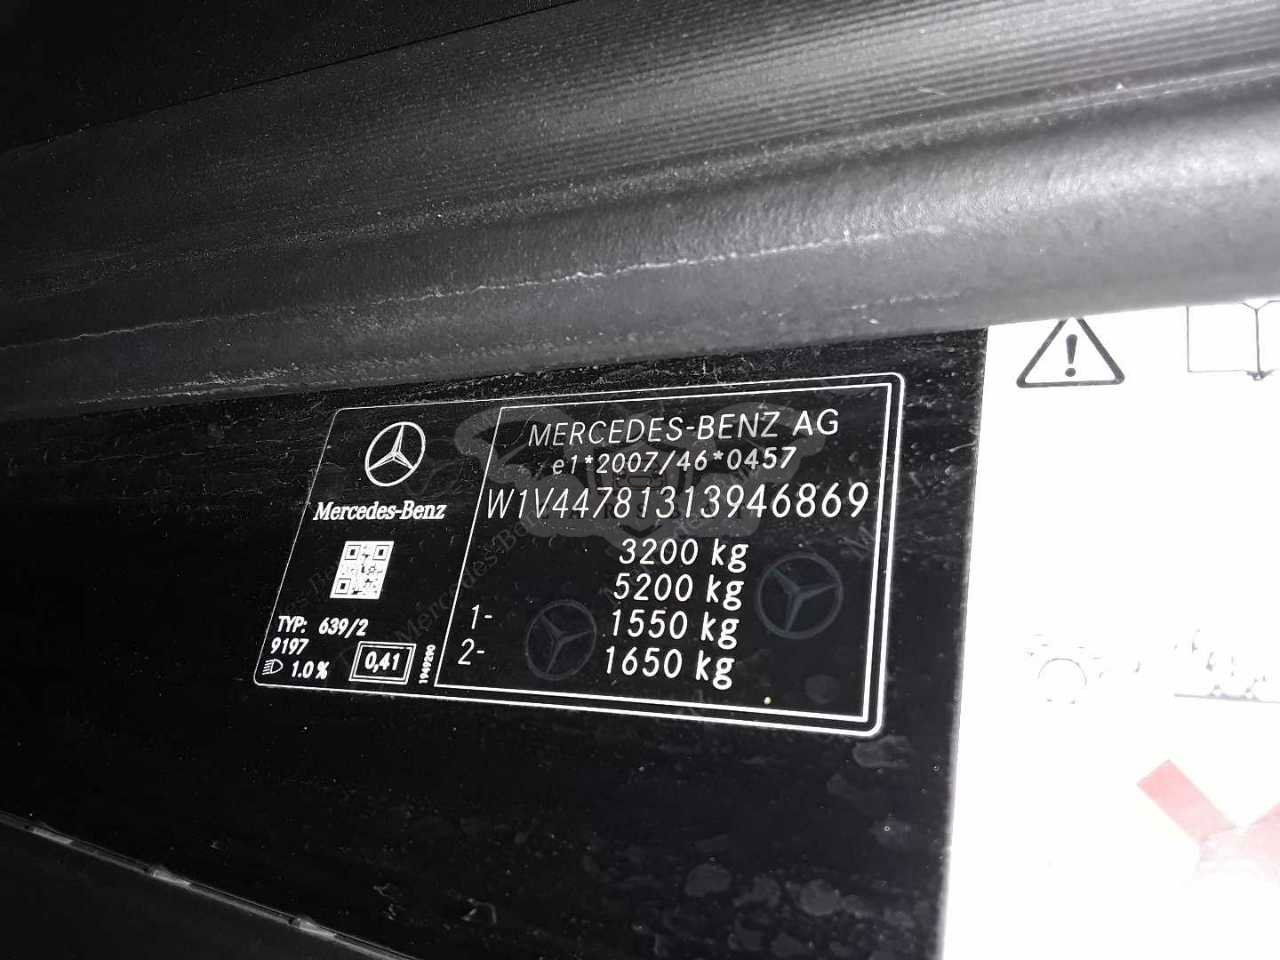 Mercedes-Benz
TYP: 639/2
9197
1.0 %
0,41
1949290
MERCEDES-BENZ AG
e1*2007/46*0457
W1V44781313946869
3200 kg
5200 kg
1- 1550 kg
2- 1650 kg